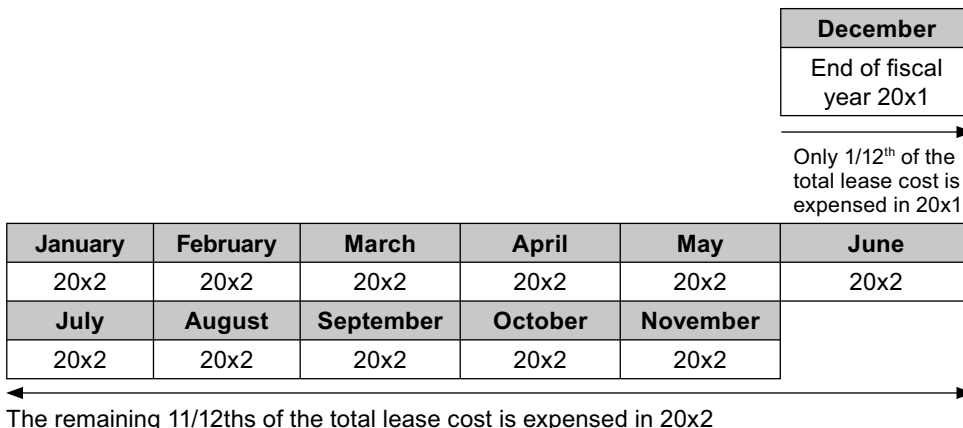 December
End of fiscal
year 20x1
Only 1/12th of the
total lease cost is
expensed in 20x1
January February March April May June
20x2 20x2 20x2 20x2 20x2 20x2
July August September October November
20x2 20x2 20x2 20x2 20x2
The remaining 11/12ths of the total lease cost is expensed in 20x2